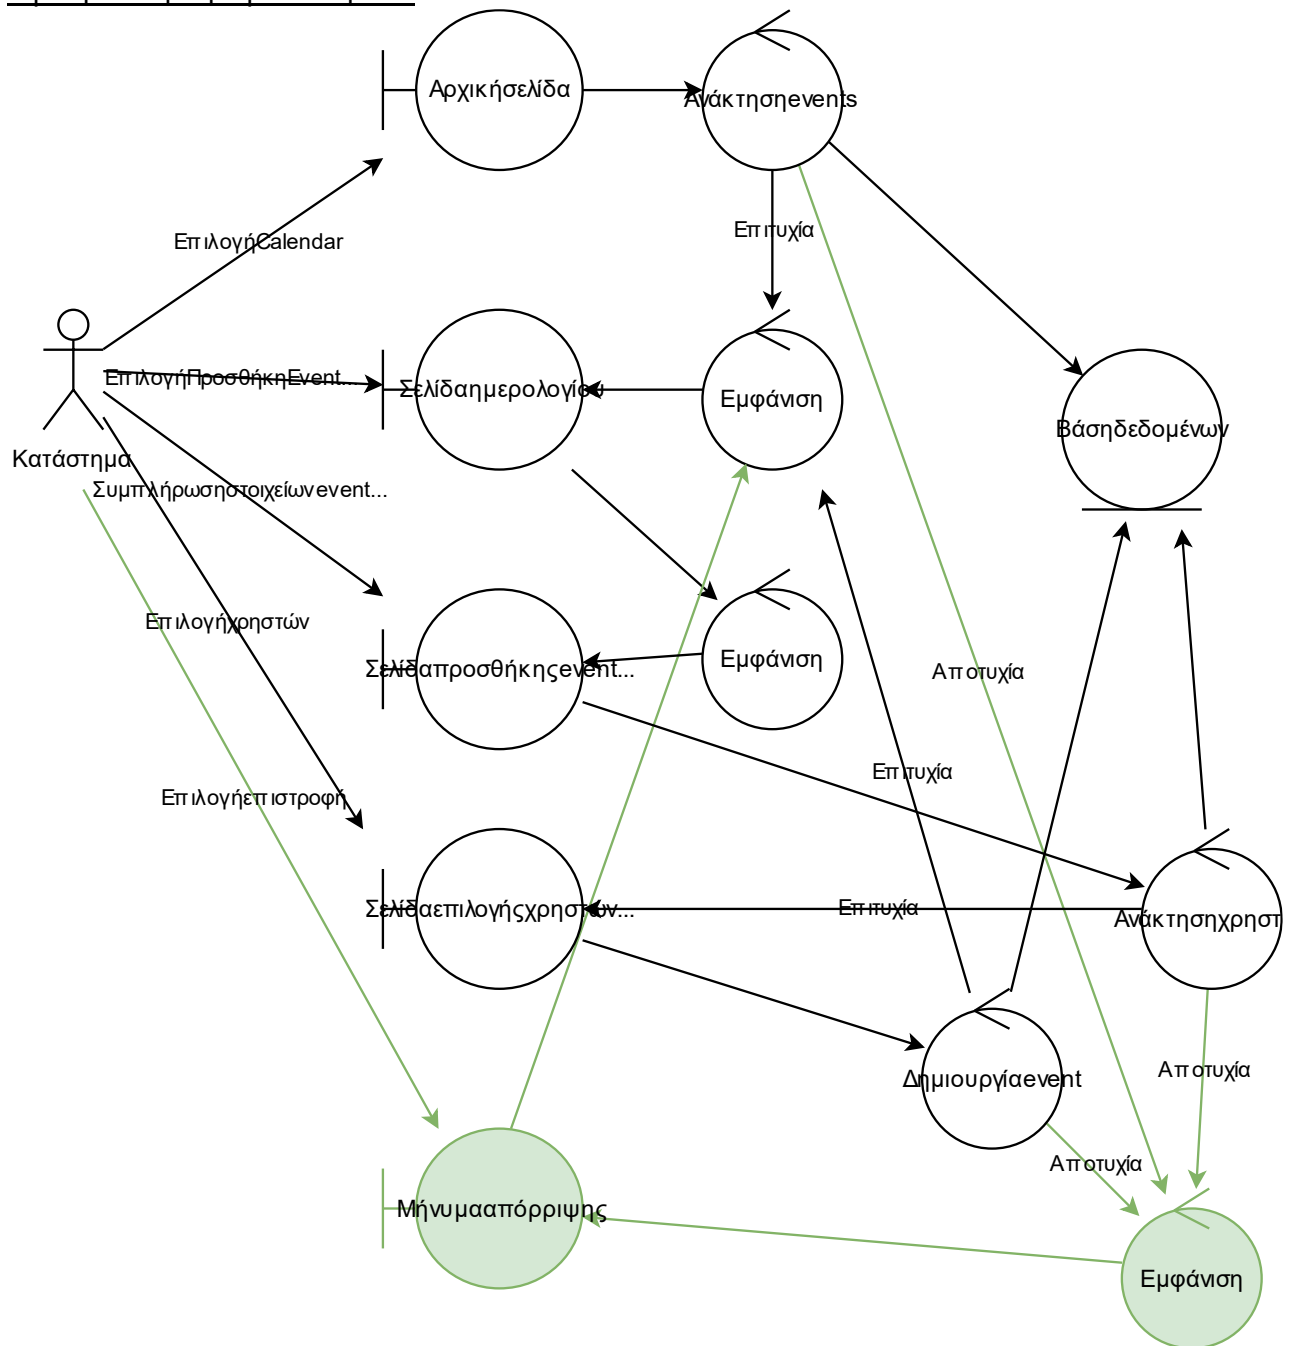 Αρχικήσελίδα
Ανάκτησηevents
ΕπιλογήCalendar
Επιτυχία
ΕπιλογήΠροσθήκηEvent...
Σελίδαημερολογίου
Εμφάνιση
Βάσηδεδομένων
Κατάστημα
Συμπλήρωσηστοιχείωνevent...
Επιλογήχρηστών
Σελίδαπροσθήκηςevent...
Εμφάνιση
Αποτυχία
Επιτυχία
Επιλογήεπιστροφή
Σελίδαεπιλογήςχρηστών...
Επιτυχία
Ανάκτησηχρηστ
Δημιουργίαevent
Αποτυχία
Αποτυχία
Μήνυμααπόρριψης
Εμφάνιση